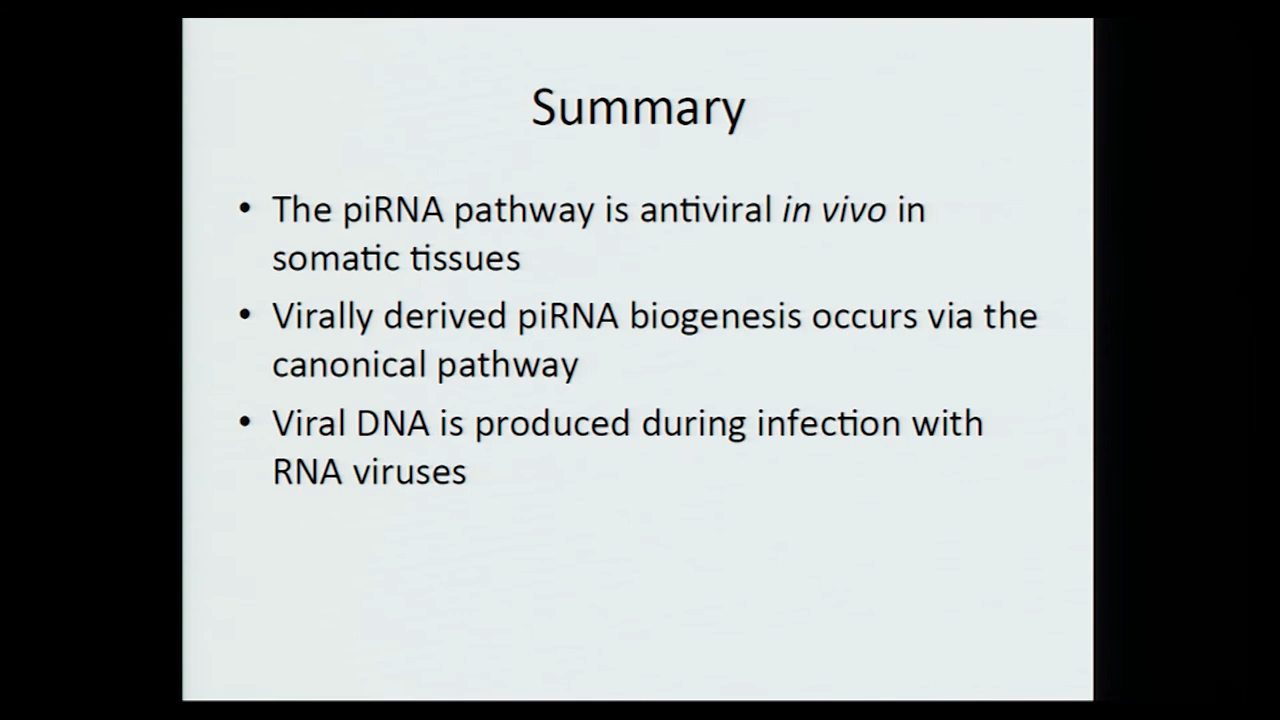 Summary
• The piRNA pathway is antiviral in vivo in
somatic tissues
• Virally derived piRNA biogenesis occurs via the
canonical pathway
• Viral DNA is produced during infection with
RNA viruses